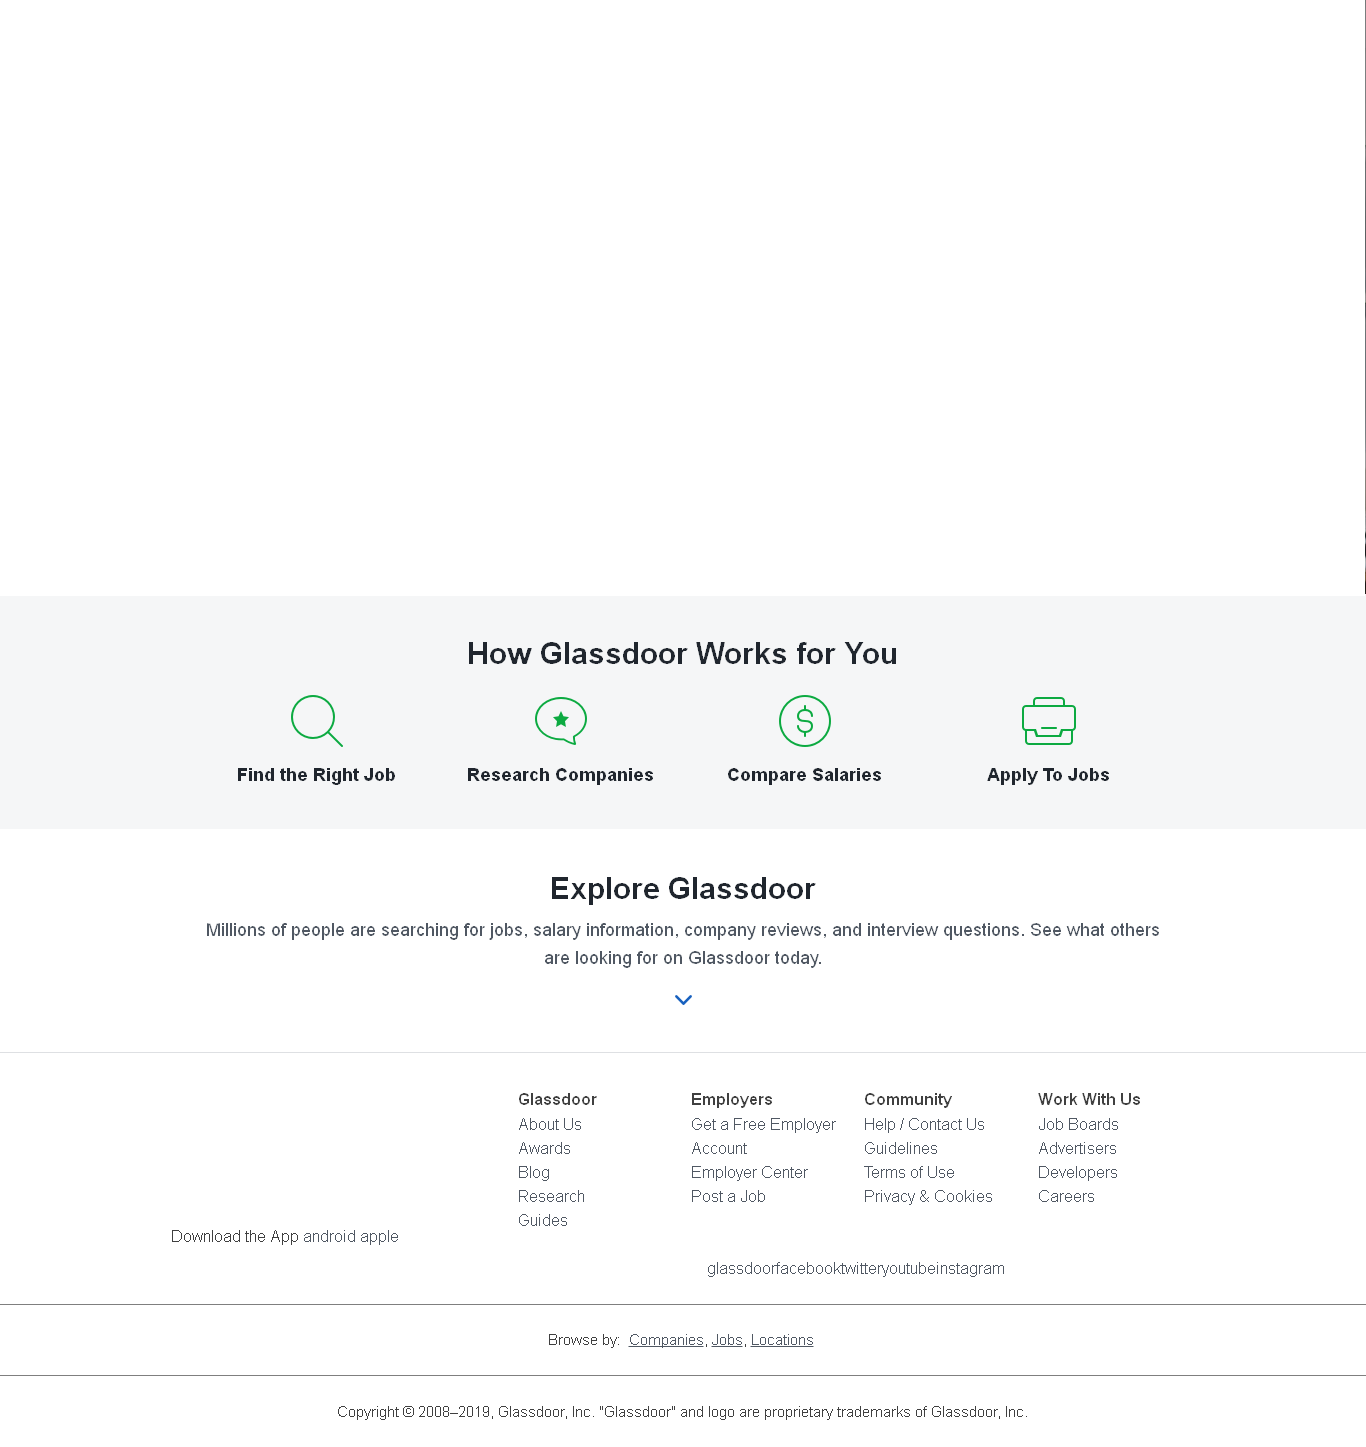 How Glassdoor Works for You
Find the Right Job
Research Companies
Compare Salaries
Apply To Jobs
Explore Glassdoor
Millions of people are searching for jobs, salary information, company reviews, and interview questions. See what others
are looking for on Glassdoor today.
Glassdoor
About Us
Awards
Blog
Research
Guides
Employers
Get a Free Employer
Account
Employer Center
Post a Job
Community
Help / Contact Us
Guidelines
Terms of Use
Privacy & Cookies
Work With Us
Job Boards
Advertisers
Developers
Careers
Download the App android apple
glassdoorfacebooktwitteryoutubeinstagram
Browse by: Companies, Jobs, Locations
Copyright © 2008–2019, Glassdoor, Inc. "Glassdoor" and logo are proprietary trademarks of Glassdoor, Inc.